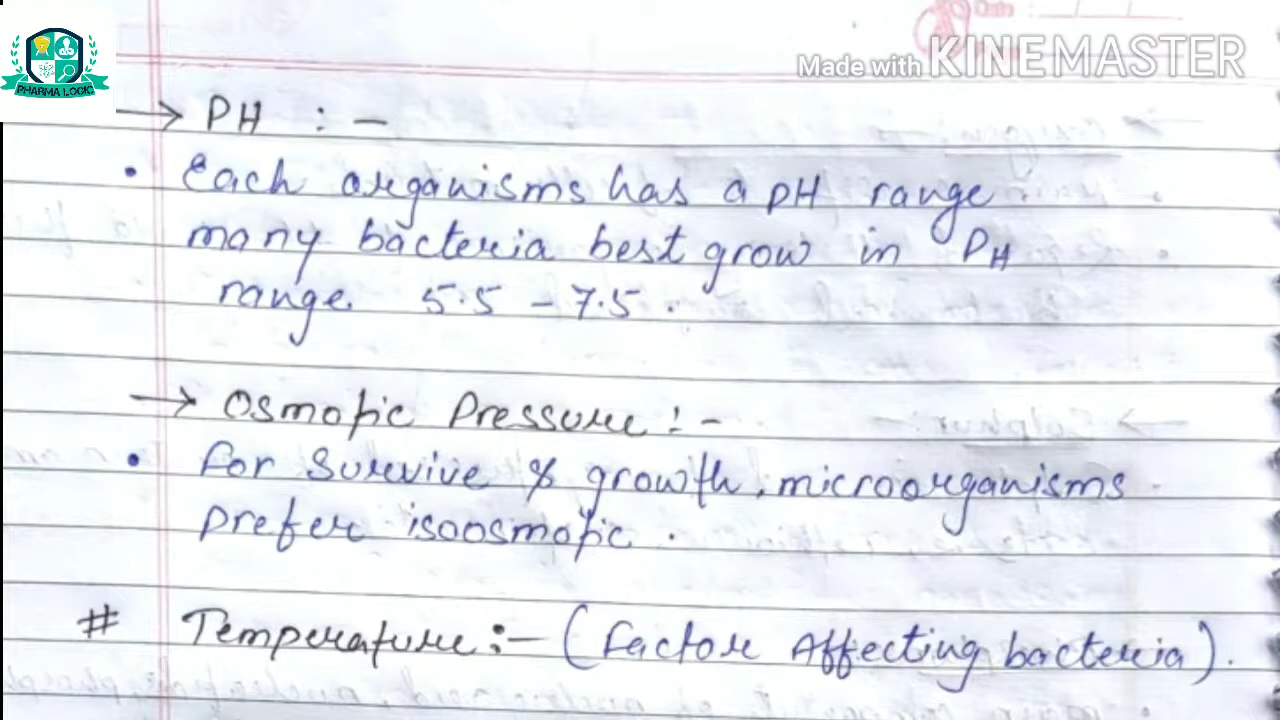 Date :
Made with KINEMASTER
PHARMA LOGIC
→ PH : -
• Each organisms has a pH range
many bacteria best grow in PH
range. 5.5 - 7.5 .
→ Osmotic Pressure : -
• for survive & growth, microorganisms
prefer isoosmotic .
# Temperature :- (Factor Affecting bacteria).